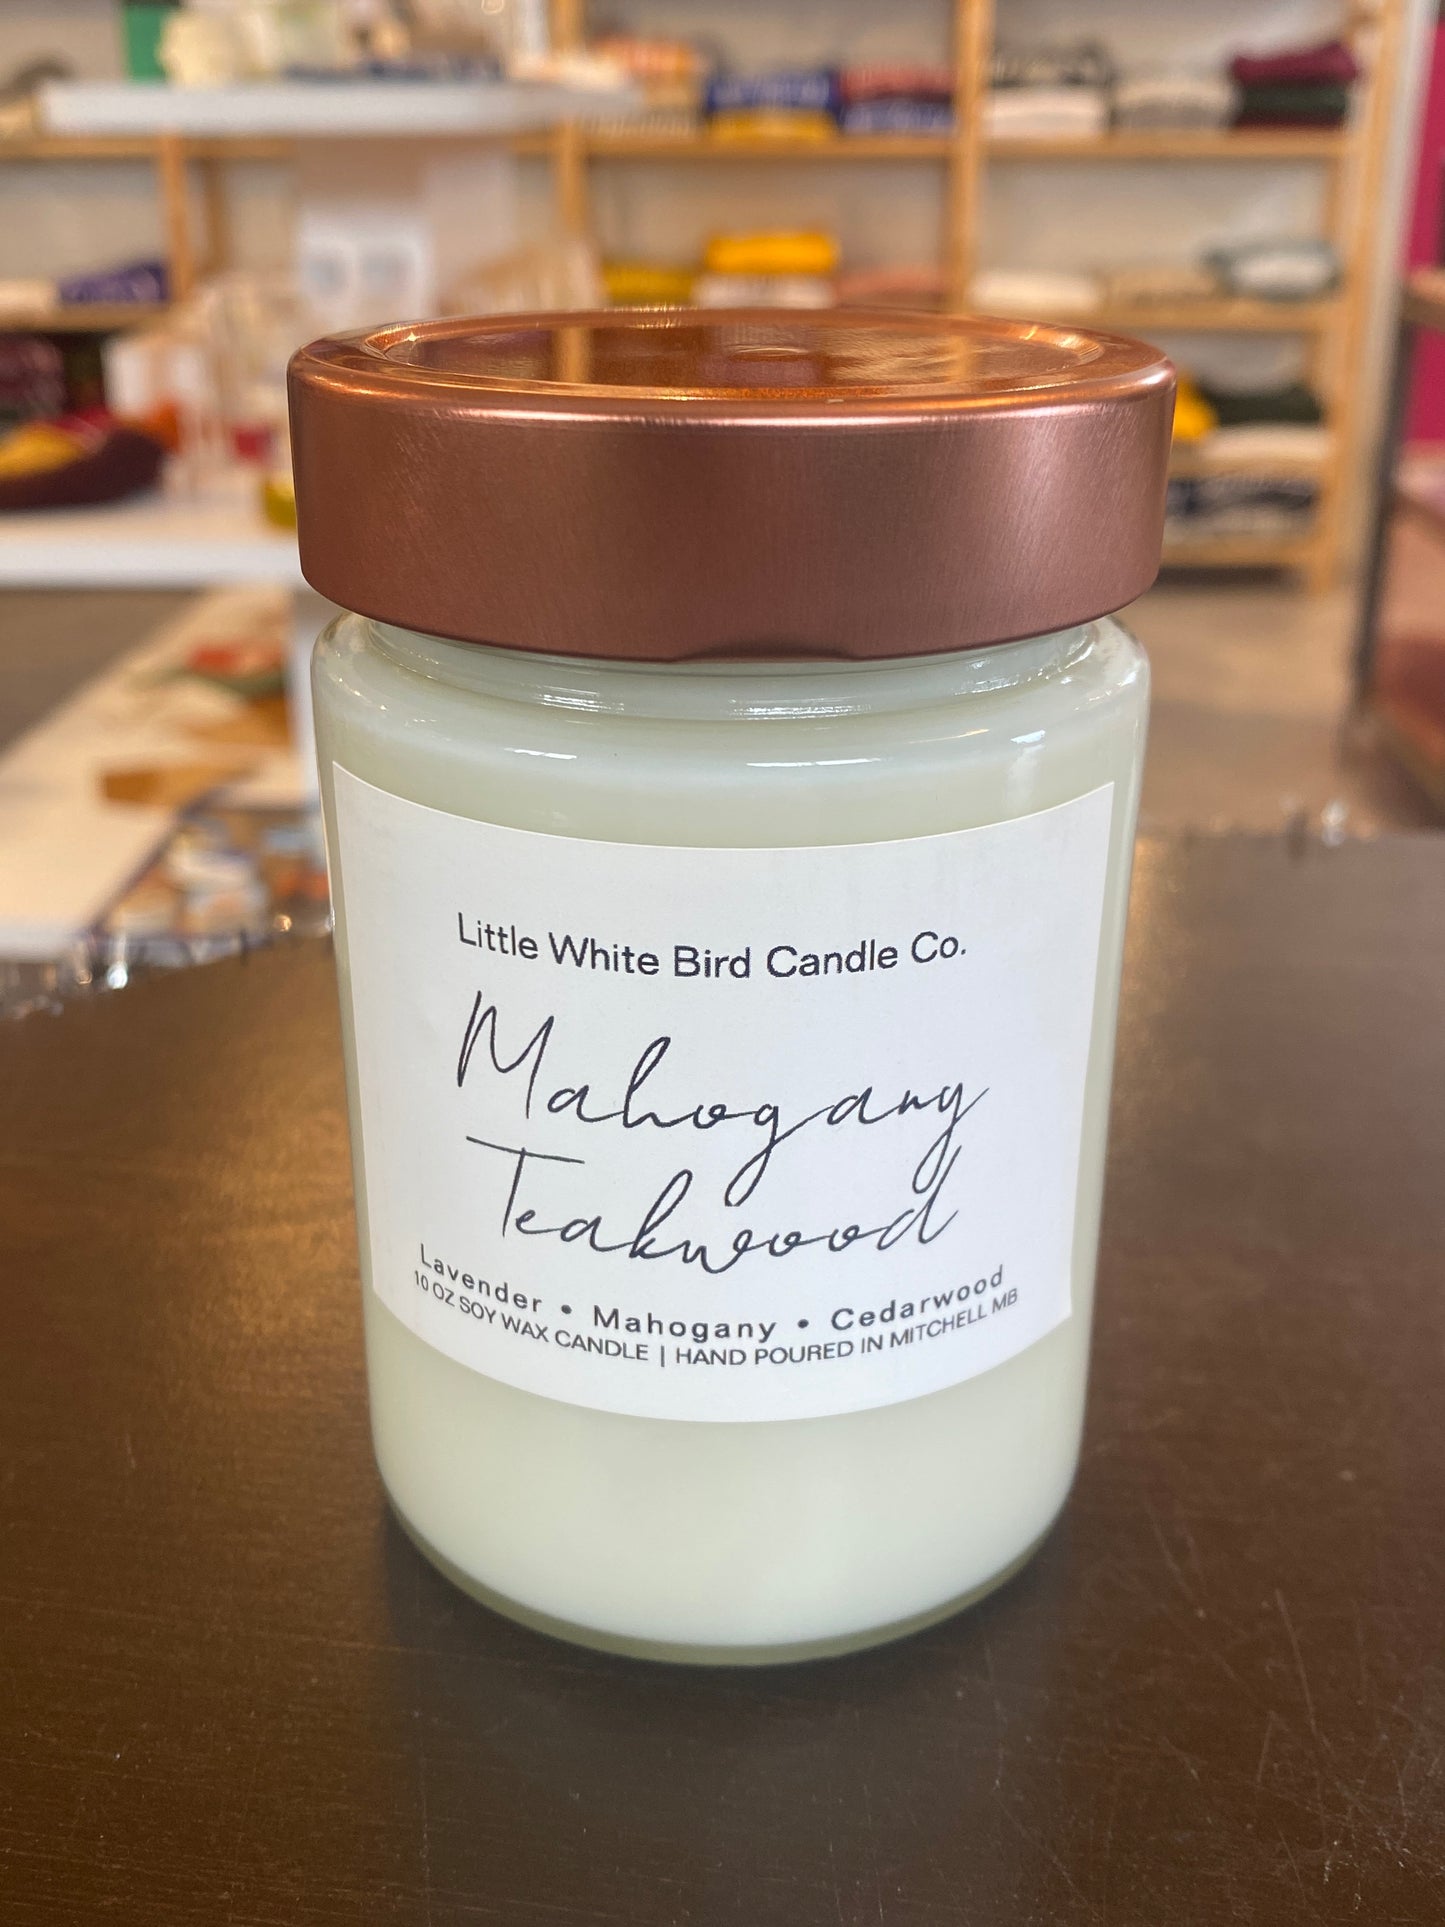 Little White Bird Candle Co.
Mahogany
Teakwood
Lavender • Mahogany • Cedarwood
10 OZ SOY WAX CANDLE | HAND POURED IN MITCHELL MB